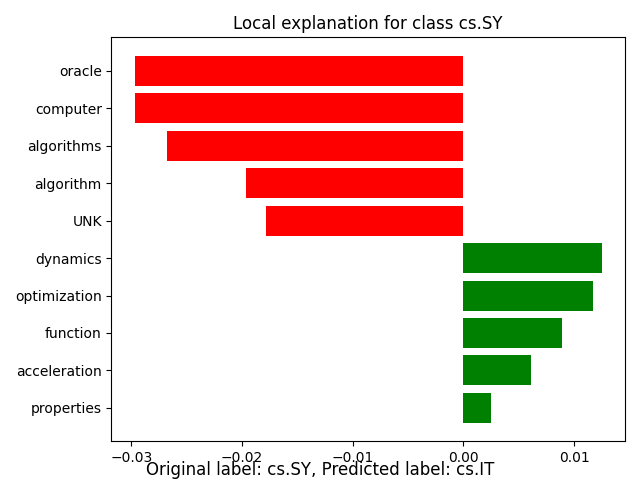 Local explanation for class cs.SY
oracle
computer
algorithms
algorithm
UNK
dynamics
optimization
function
acceleration
properties
−0.03 −0.02 −0.01 0.00 0.01
Original label: cs.SY, Predicted label: cs.IT